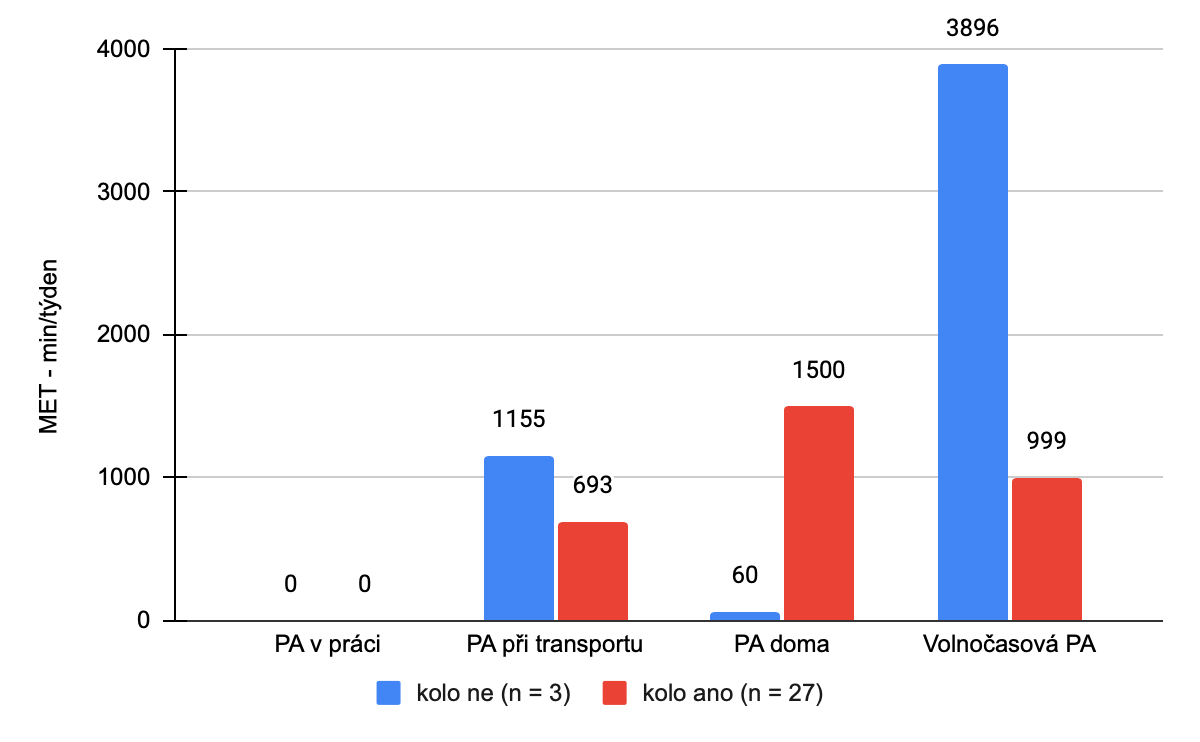 3896
4000
3000
2000
1000
0
MET - min/týden
0
0
1155
693
60
1500
999
PA v práci
PA při transportu
PA doma
Volnočasová PA
kolo ne (n = 3)
kolo ano (n = 27)